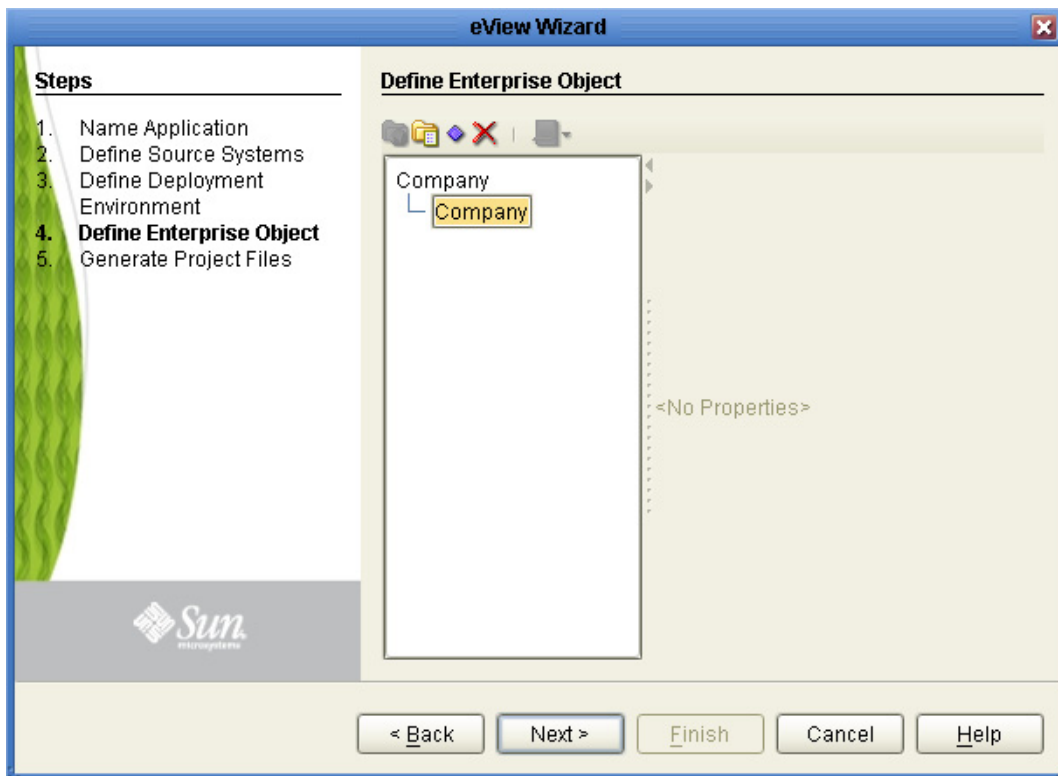 eView Wizard
Steps
1. Name Application
2. Define Source Systems
3. Define Deployment
Environment
4. Define Enterprise Object
5. Generate Project Files
Sun
microsystems
Define Enterprise Object
Company
Company
<No Properties>
< Back
Next >
Finish
Cancel
Help